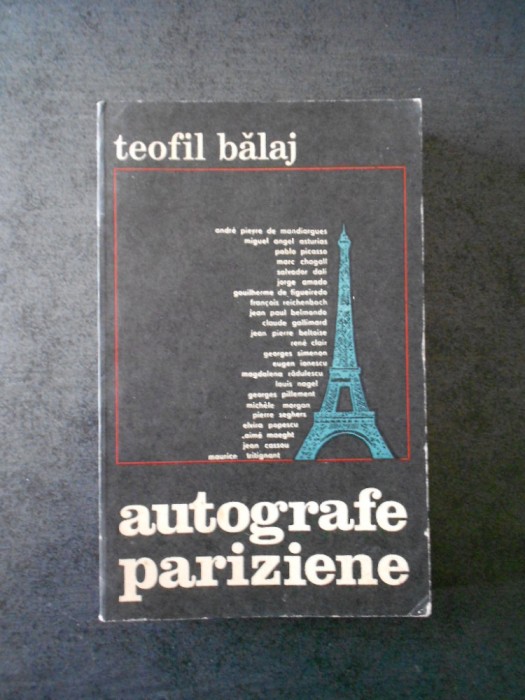 teofil bălaj
andré pieyre de mandiargues
miguel angel asturias
pablo picasso
marc chagall
salvador dali
jorge amado
gouilherme de figueiredo
françois reichenbach
jean paul belmondo
claude gallimard
jean pierre baltoise
rené clair
georges simenon
eugen ionescu
magdalena rădulescu
louis nagel
georges pillement
michèle morgan
pierre seghers
elvira popescu
aimé maeght
jean cassou
maurice tritignant
autografe
pariziene